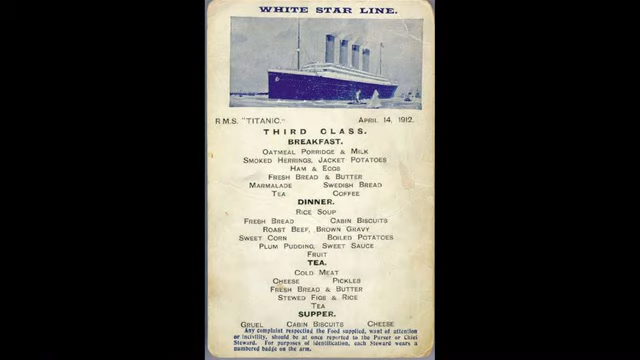 WHITE STAR LINE.
R.M.S. "TITANIC."    APRIL 14, 1912.
THIRD CLASS.
BREAKFAST.
OATMEAL PORRIDGE & MILK
SMOKED HERRINGS, JACKET POTATOES
HAM & EGGS
FRESH BREAD & BUTTER
MARMALADE    SWEDISH BREAD
TEA    COFFEE
DINNER.
RICE SOUP
FRESH BREAD    CABIN BISCUITS
ROAST BEEF, BROWN GRAVY
SWEET CORN    BOILED POTATOES
PLUM PUDDING, SWEET SAUCE
FRUIT
TEA.
COLD MEAT
CHEESE    PICKLES
FRESH BREAD & BUTTER
STEWED FIGS & RICE
TEA
SUPPER.
GRUEL    CABIN BISCUITS    CHEESE
Any complaint respecting the Food supplied, want of attention
or incivility, should be at once reported to the Purser or Chief
Steward. For purposes of identification, each Steward wears a
numbered badge on the arm.